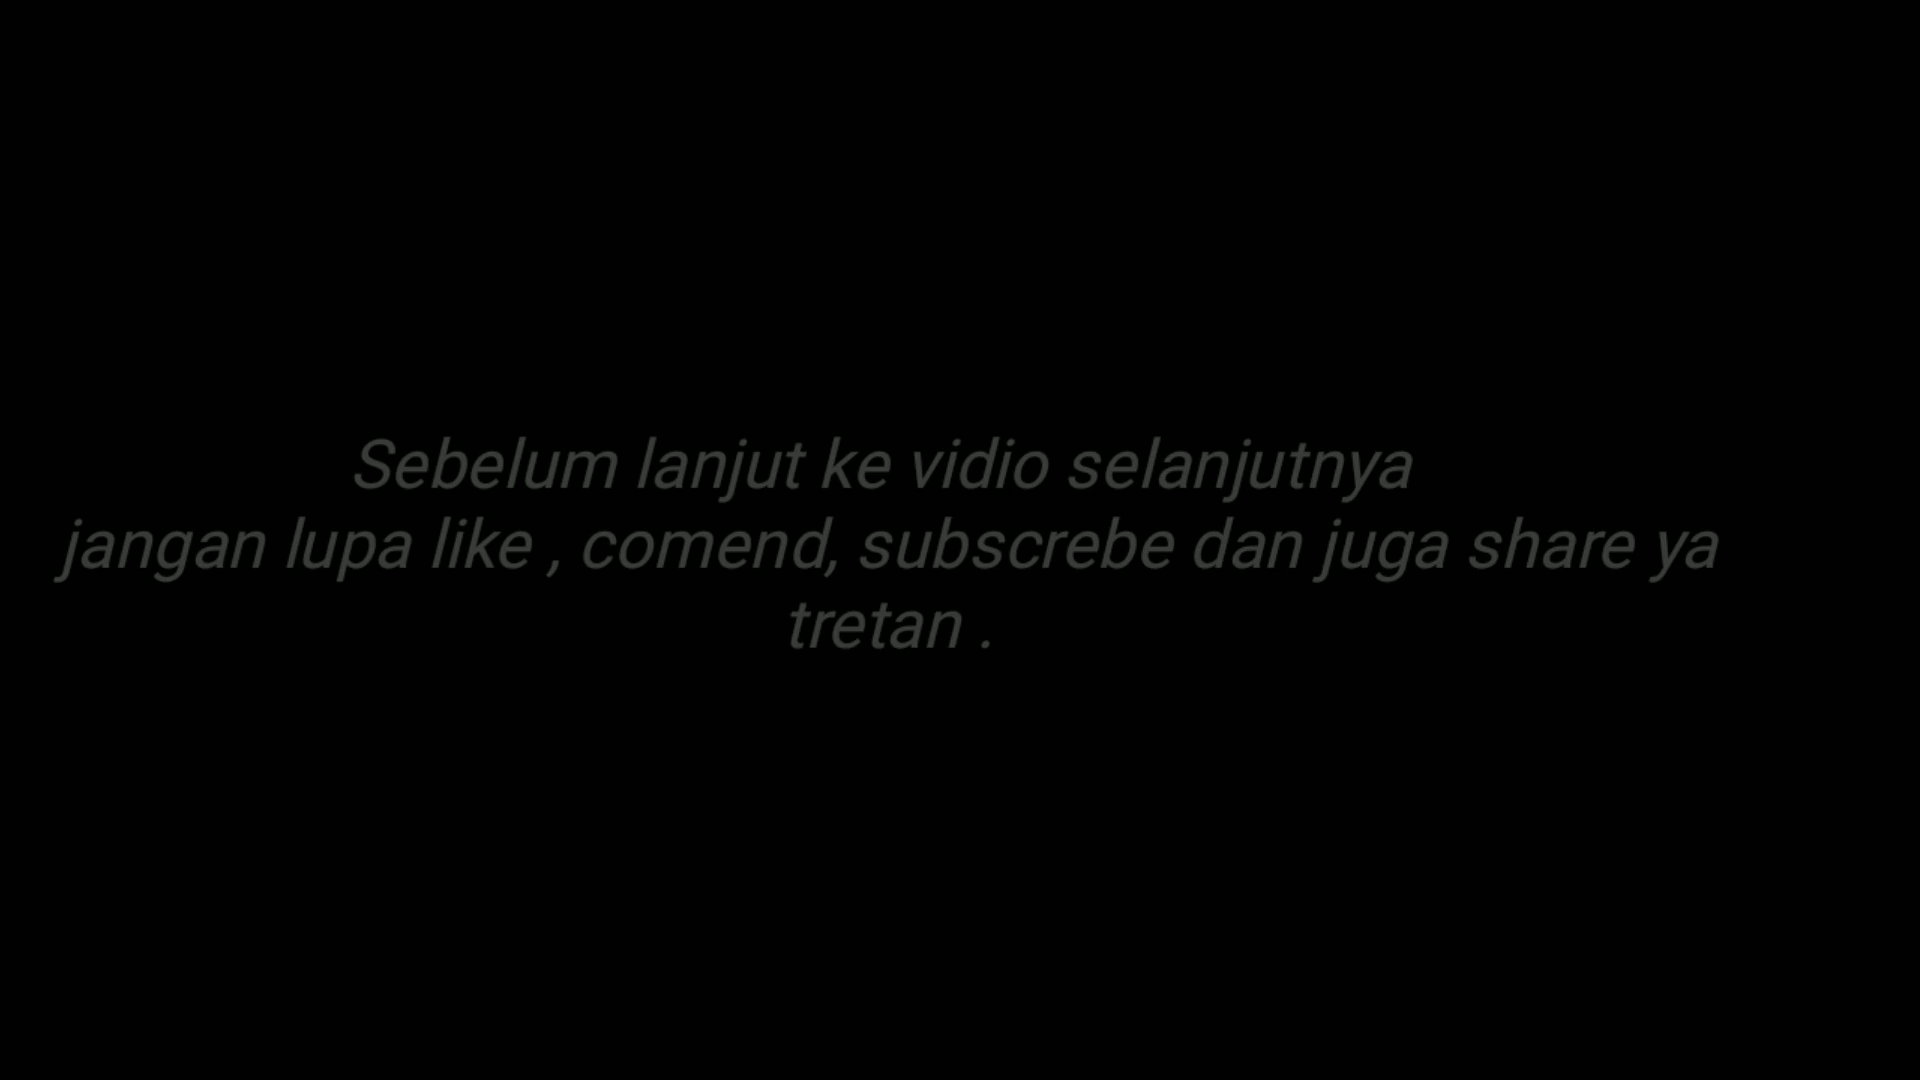 Sebelum lanjut ke vidio selanjutnya
jangan lupa like , comend, subscrebe dan juga share ya
tretan .